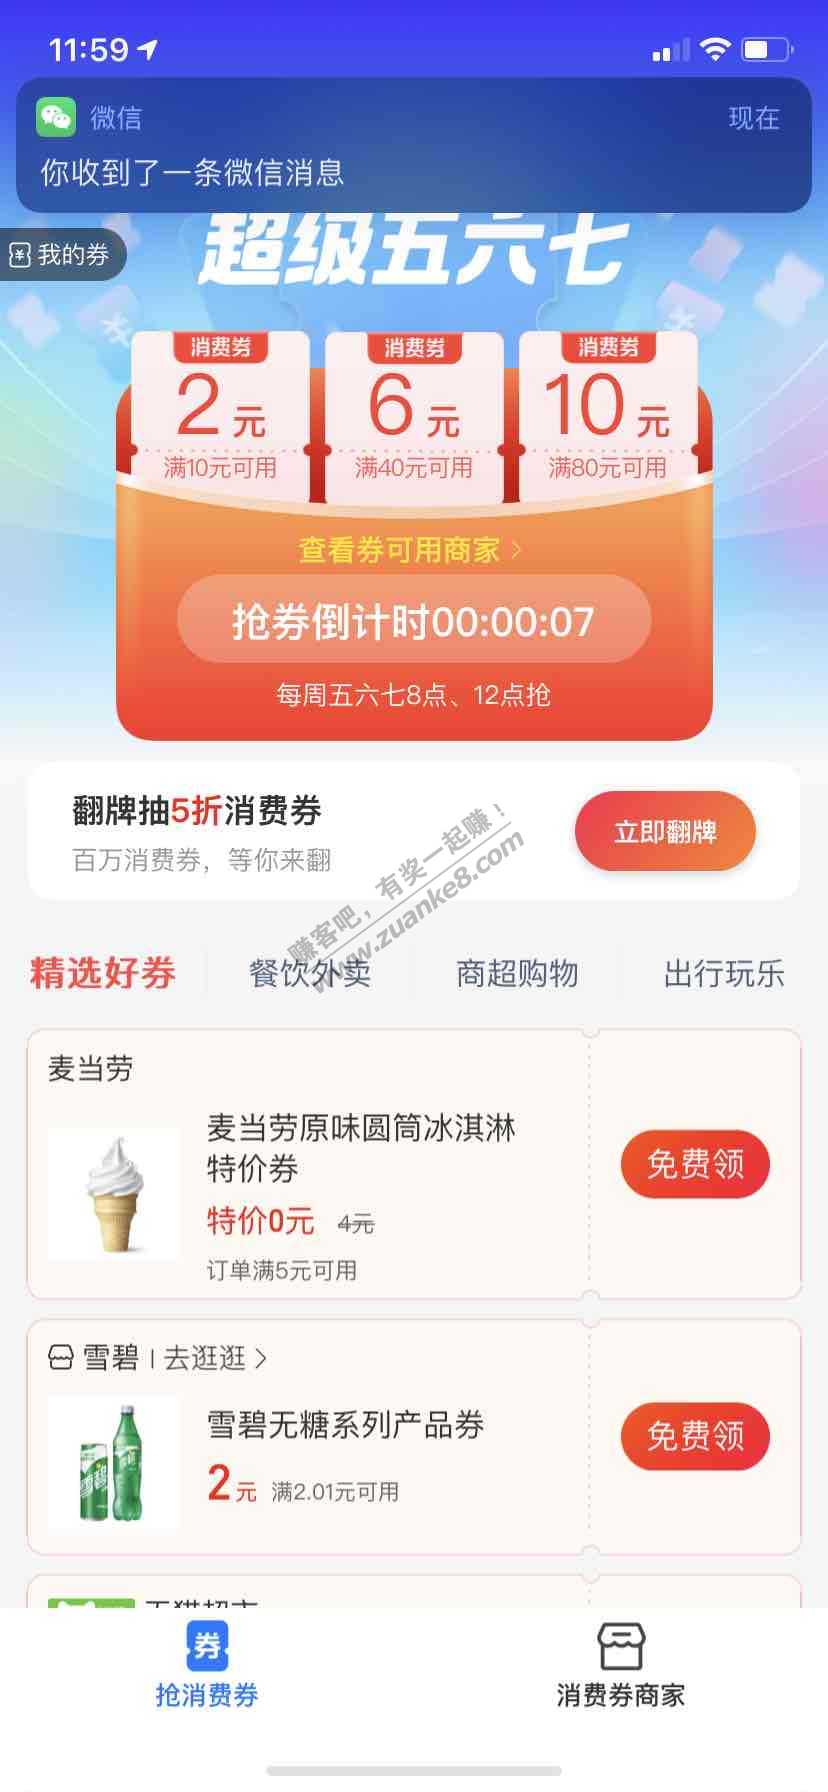 11:59
微信
现在
你收到了一条微信消息
超级五六七
我的券
消费券
消费券
消费券
2元
6元
10元
满10元可用
满40元可用
满80元可用
查看券可用商家 >
抢券倒计时00:00:07
每周五六七8点、12点抢
翻牌抽5折消费券
百万消费券，等你来翻
立即翻牌
赚客吧，有奖一起赚！
www.zuanke8.com
精选好券
餐饮外卖
商超购物
出行玩乐
麦当劳
麦当劳原味圆筒冰淇淋
特价券
特价0元 4元
订单满5元可用
免费领
雪碧 | 去逛逛 >
雪碧无糖系列产品券
2元 满2.01元可用
免费领
券
抢消费券
消费券商家